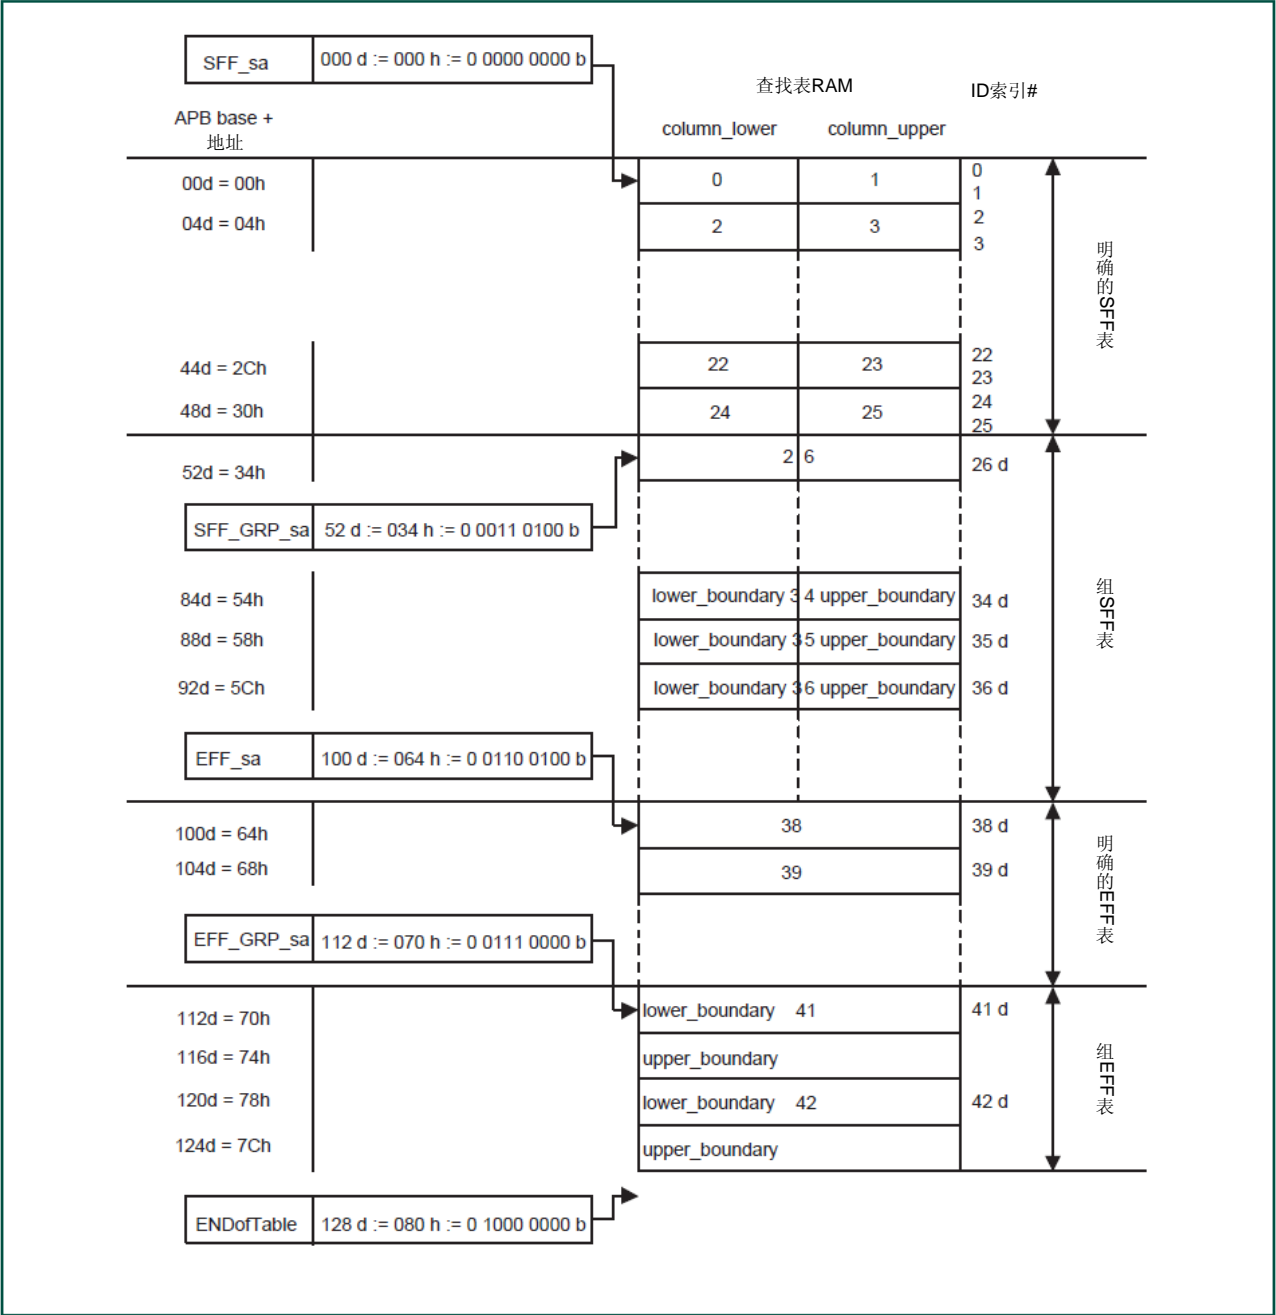 SFF_sa 000 d := 000 h := 0 0000 0000 b
查找表RAM ID索引#
APB base +
地址
column_lower column_upper
00d = 00h 0 1 0
1
04d = 04h 2 3 2
3
明确的SFF表
44d = 2Ch 22 23 22
23
48d = 30h 24 25 24
25
52d = 34h 2 6 26 d
SFF_GRP_sa 52 d := 034 h := 0 0011 0100 b
84d = 54h lower_boundary 3 4 upper_boundary 34 d
88d = 58h lower_boundary 3 5 upper_boundary 35 d
92d = 5Ch lower_boundary 3 6 upper_boundary 36 d
组SFF表
EFF_sa 100 d := 064 h := 0 0110 0100 b
100d = 64h 38 38 d
104d = 68h 39 39 d
明确的EFF表
EFF_GRP_sa 112 d := 070 h := 0 0111 0000 b
112d = 70h lower_boundary 41 41 d
116d = 74h upper_boundary
120d = 78h lower_boundary 42 42 d
124d = 7Ch upper_boundary
组EFF表
ENDofTable 128 d := 080 h := 0 1000 0000 b